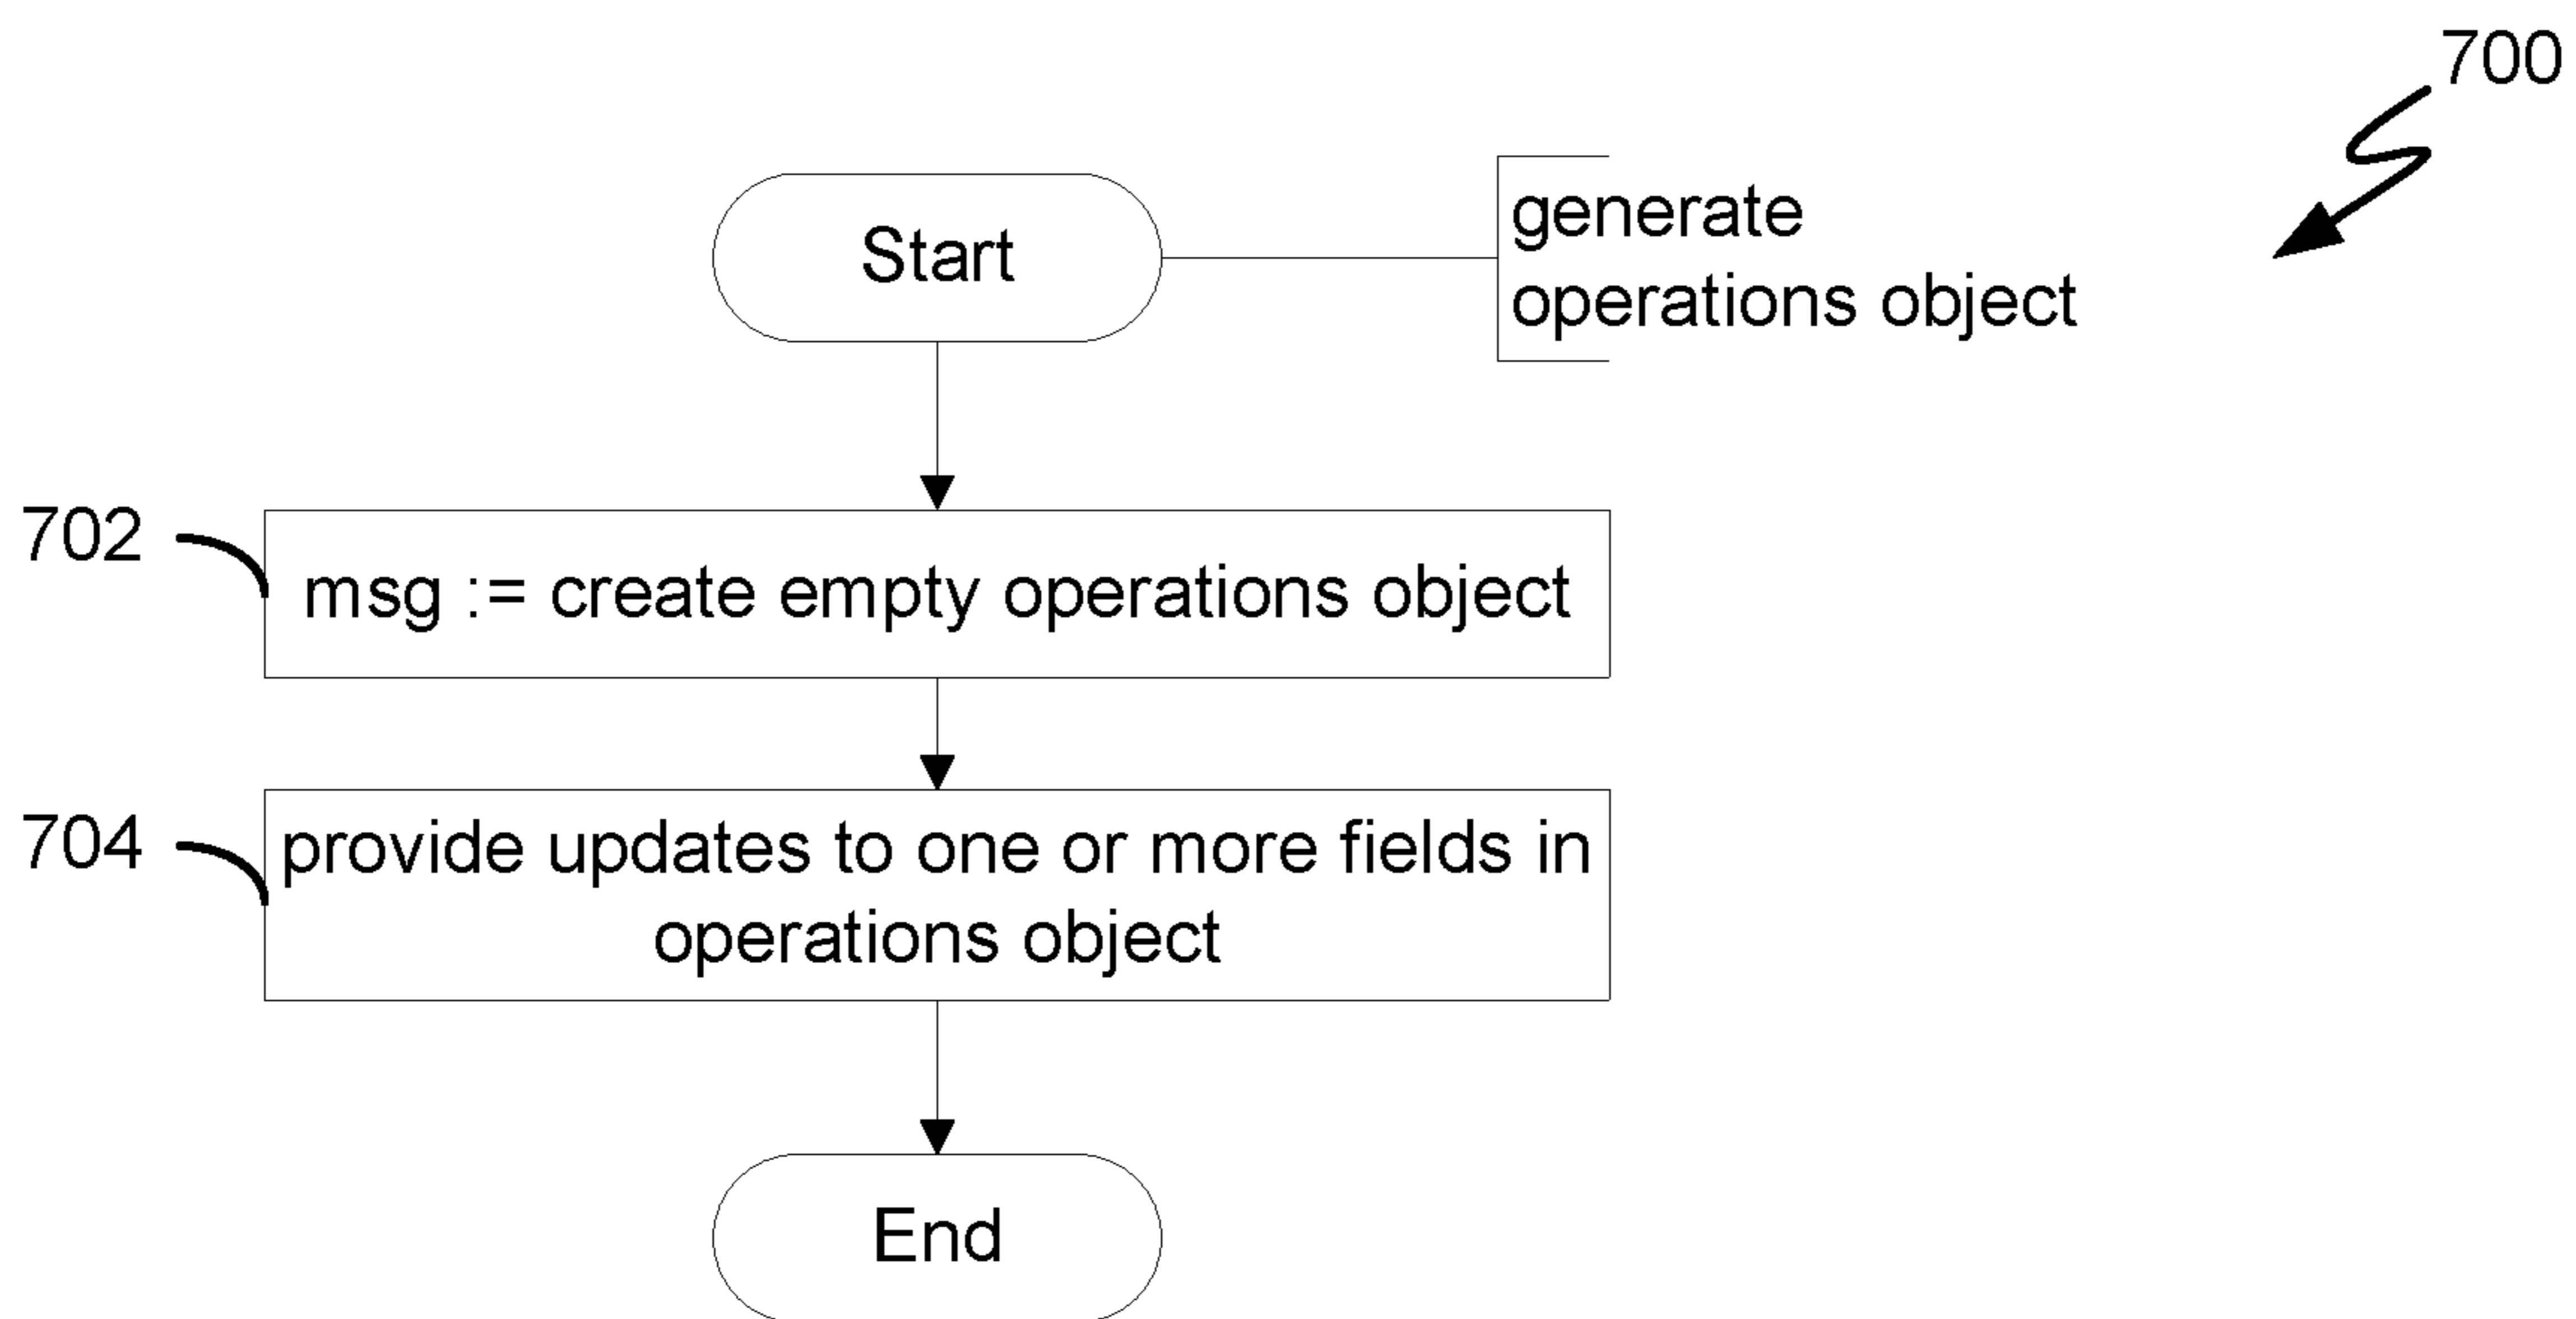 700
Start
generate
operations object
702
msg := create empty operations object
704
provide updates to one or more fields in
operations object
End